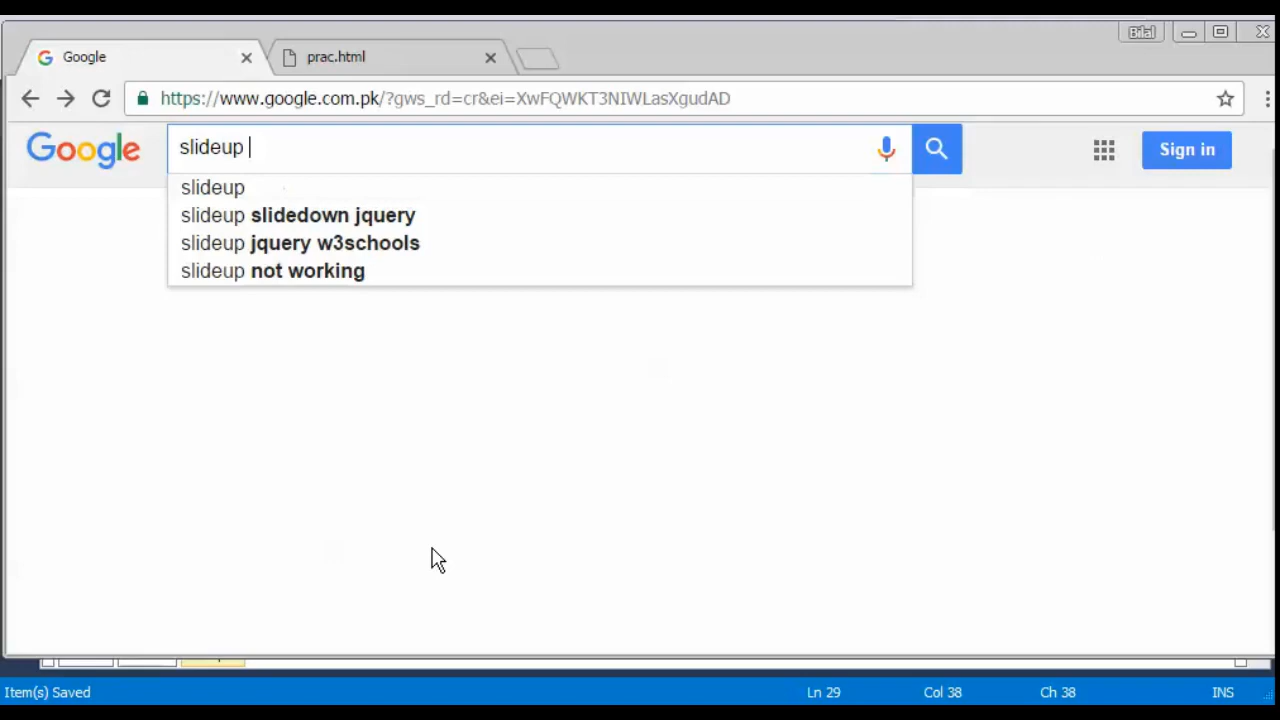 Bilal
Google
prac.html
https://www.google.com.pk/?gws_rd=cr&ei=XwFQWKT3NIWLasXgudAD
Google
slideup
Sign in
slideup
slideup slidedown jquery
slideup jquery w3schools
slideup not working
Item(s) Saved
Ln 29
Col 38
Ch 38
INS